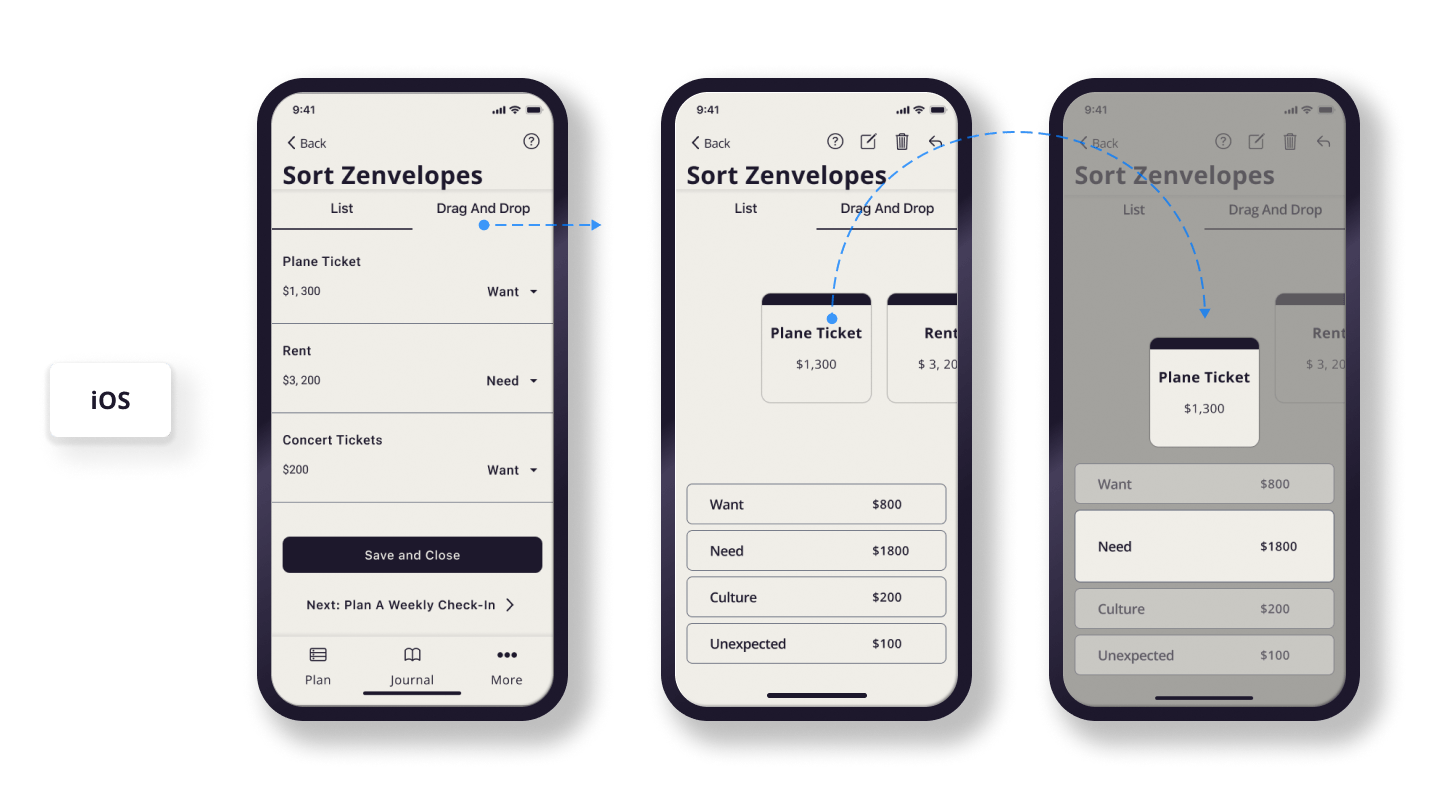 iOS
9:41
Back
Sort Zenvelopes
List Drag And Drop
Plane Ticket
$1, 300 Want
Rent
$3, 200 Need
Concert Tickets
$200 Want
Save and Close
Next: Plan A Weekly Check-In
Plan Journal More
9:41
Back
Sort Zenvelopes
List Drag And Drop
Plane Ticket Rent
$1,300 $ 3, 20
Want $800
Need $1800
Culture $200
Unexpected $100
9:41
Back
Sort Zenvelopes
List Drag And Drop
Rent
$ 3, 20
Plane Ticket
$1,300
Want $800
Need $1800
Culture $200
Unexpected $100